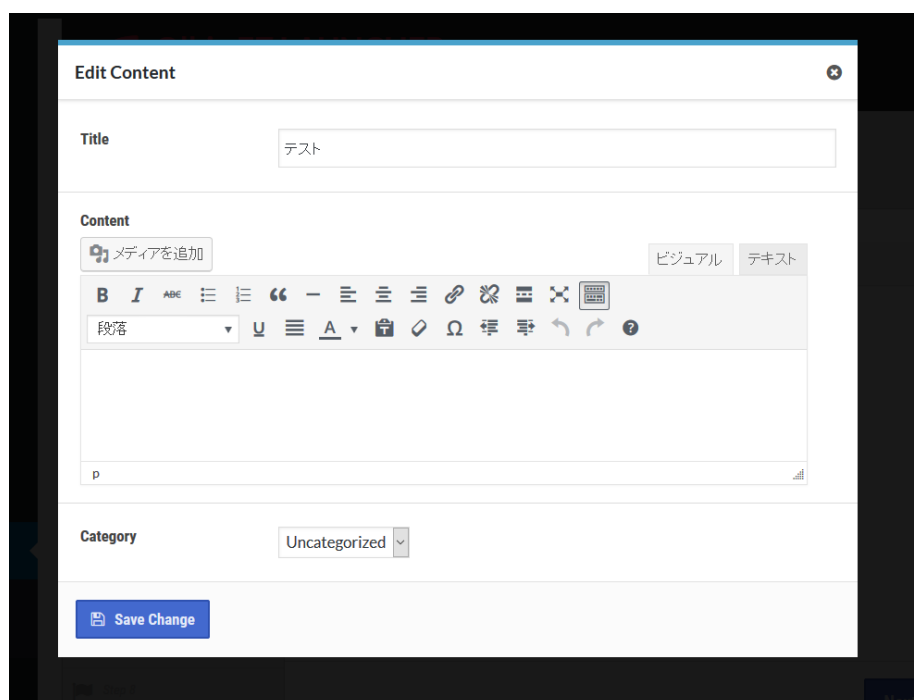 Edit Content
Title
テスト
Content
メディアを追加
ビジュアル テキスト
B I ABC
段落 U A Ω
p
Category
Uncategorized
Save Change